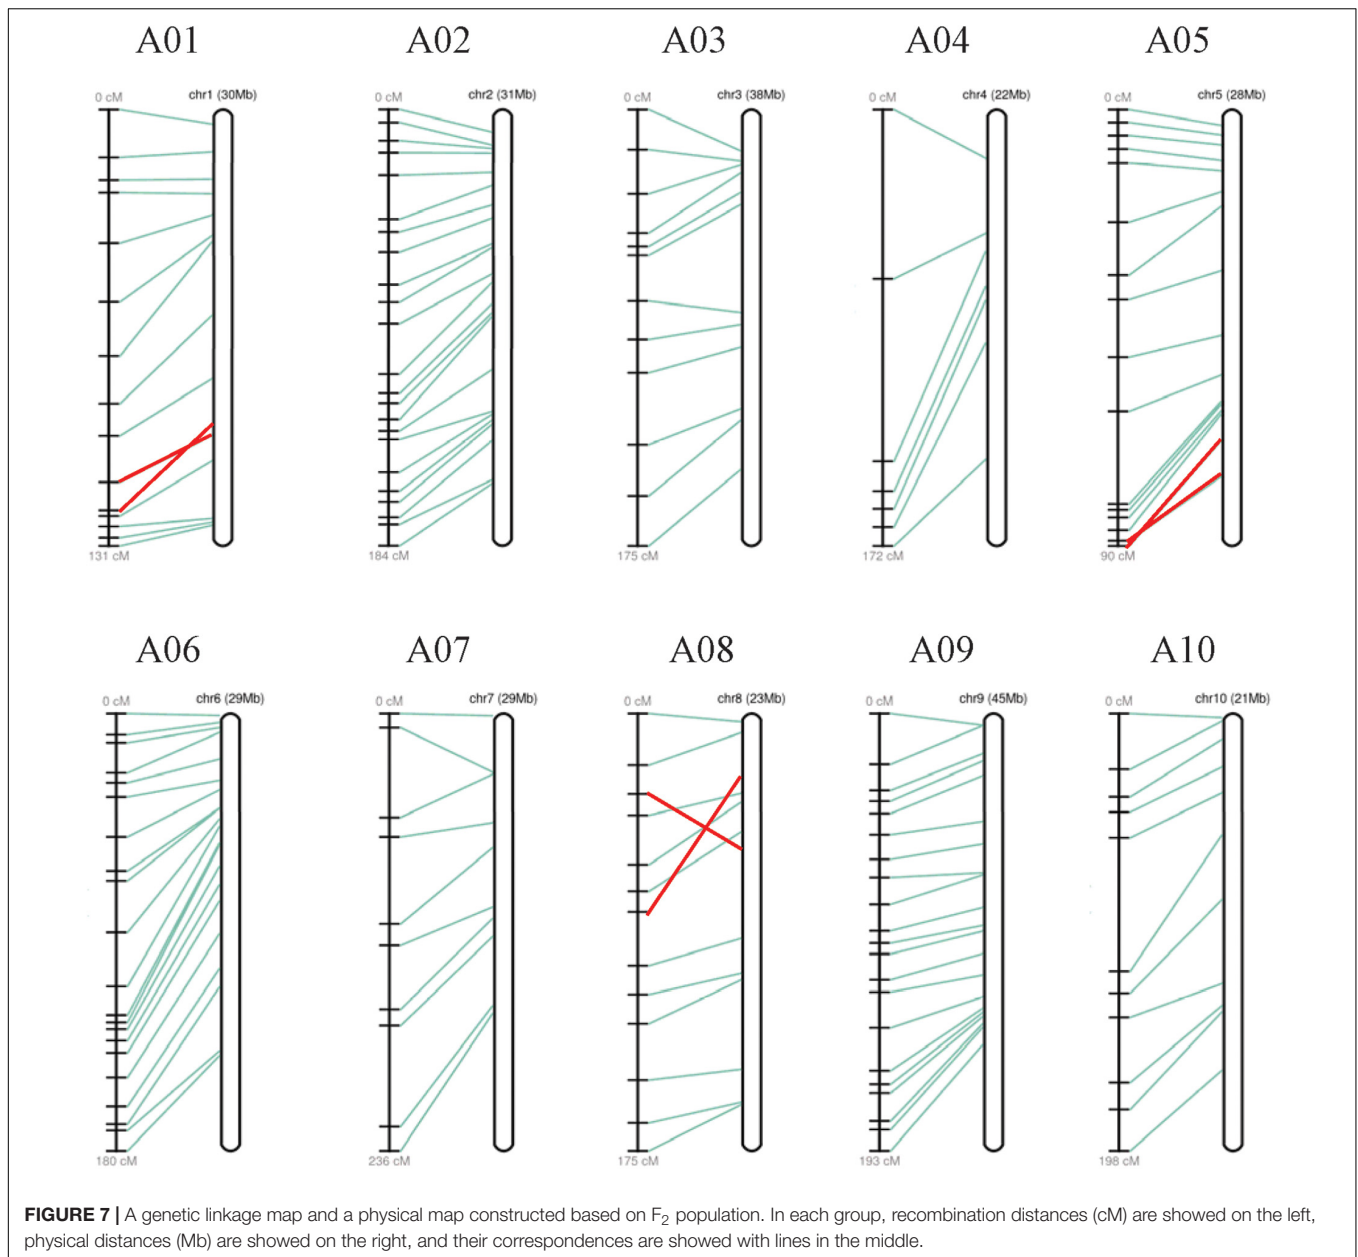 A01 A02 A03 A04 A05
0 cM chr1 (30Mb) 0 cM chr2 (31Mb) 0 cM chr3 (38Mb) 0 cM chr4 (22Mb) 0 cM chr5 (28Mb)
131 cM 184 cM 175 cM 172 cM 90 cM
A06 A07 A08 A09 A10
0 cM chr6 (29Mb) 0 cM chr7 (29Mb) 0 cM chr8 (23Mb) 0 cM chr9 (45Mb) 0 cM chr10 (21Mb)
180 cM 236 cM 175 cM 193 cM 198 cM
FIGURE 7 | A genetic linkage map and a physical map constructed based on F₂ population. In each group, recombination distances (cM) are showed on the left,
physical distances (Mb) are showed on the right, and their correspondences are showed with lines in the middle.